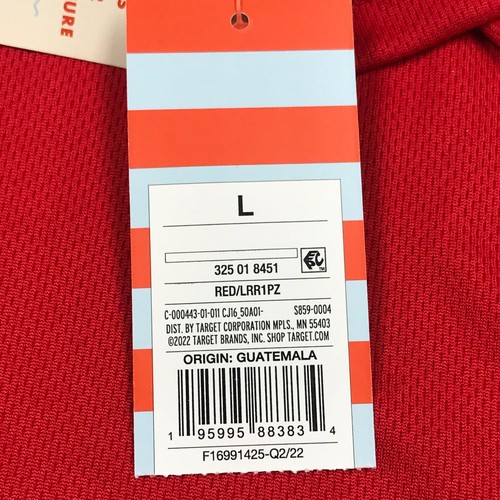 URE
L
325 01 8451
RED/LRR1PZ
C-000443-01-011 CJ16_50A01- S859-0004
DIST. BY TARGET CORPORATION MPLS., MN 55403
©2022 TARGET BRANDS, INC. SHOP TARGET.COM
ORIGIN: GUATEMALA
1 95995 88383 4
F16991425-Q2/22